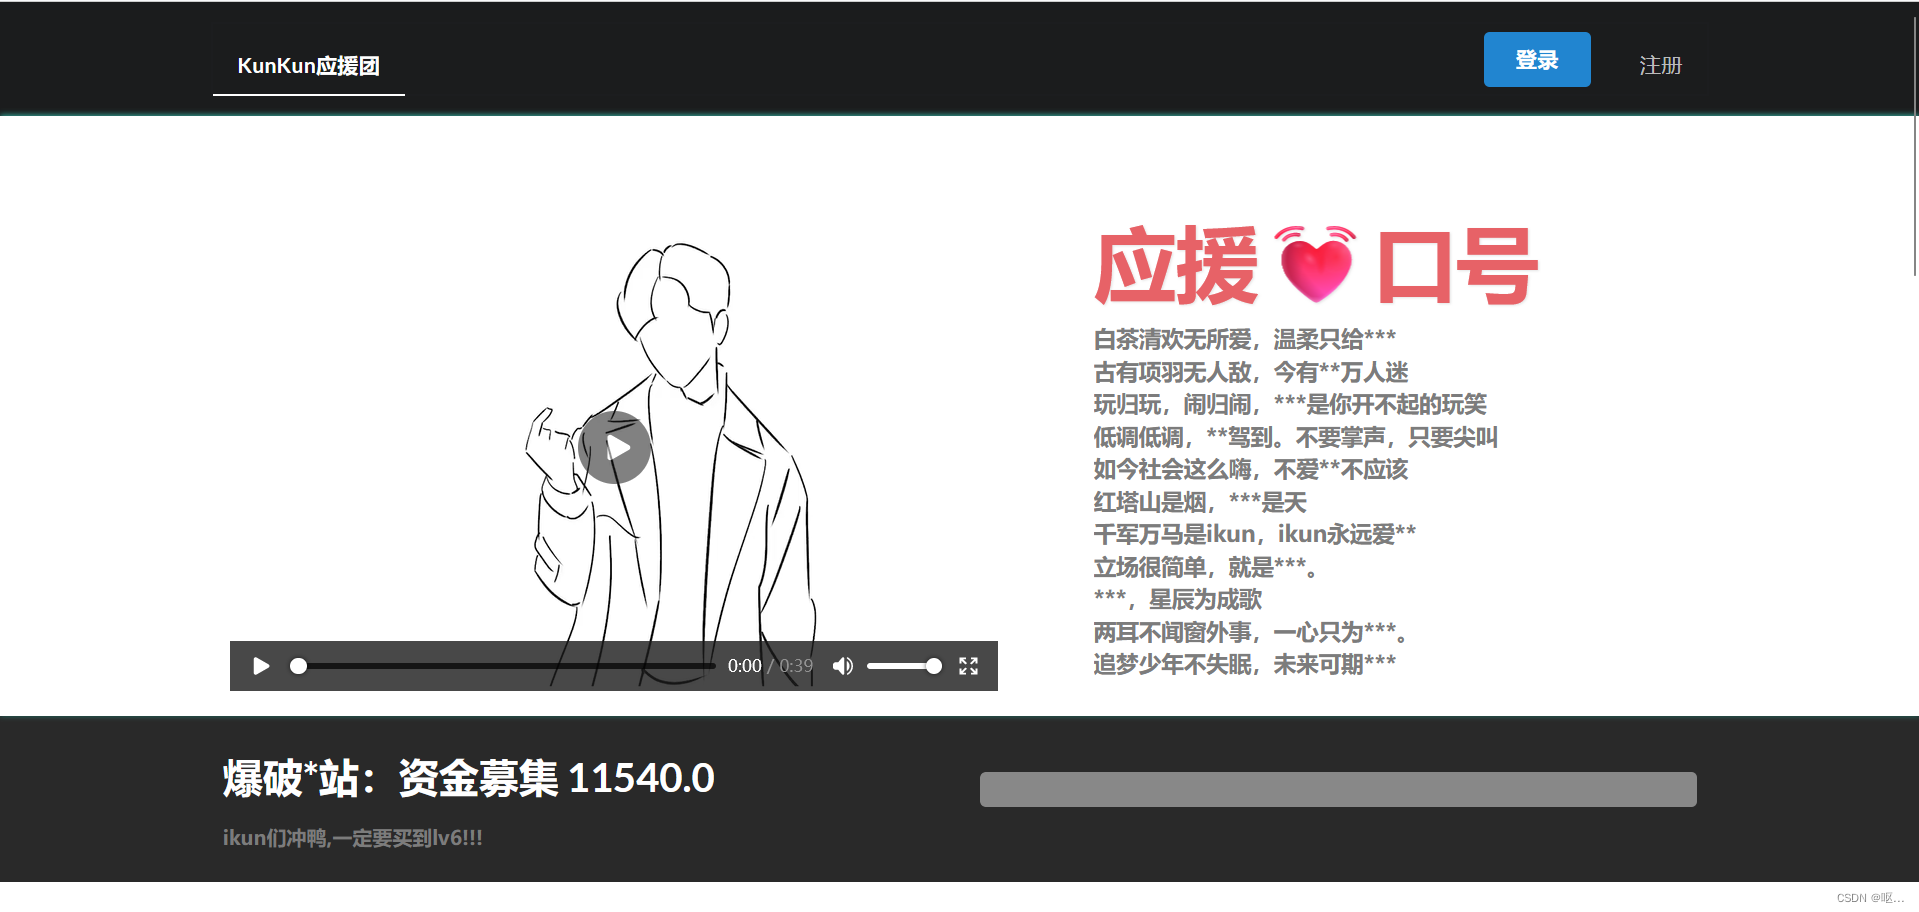 KunKun应援团
登录
注册
应援💓口号
白茶清欢无所爱，温柔只给***
古有项羽无人敌，今有**万人迷
玩归玩，闹归闹，***是你开不起的玩笑
低调低调，**驾到。不要掌声，只要尖叫
如今社会这么嗨，不爱**不应该
红塔山是烟，***是天
千军万马是ikun，ikun永远爱**
立场很简单，就是***。
***，星辰为成歌
两耳不闻窗外事，一心只为***。
追梦少年不失眠，未来可期***
0:00 / 0:39
爆破*站：资金募集 11540.0
ikun们冲鸭,一定要买到lv6!!!
CSDN @呕...